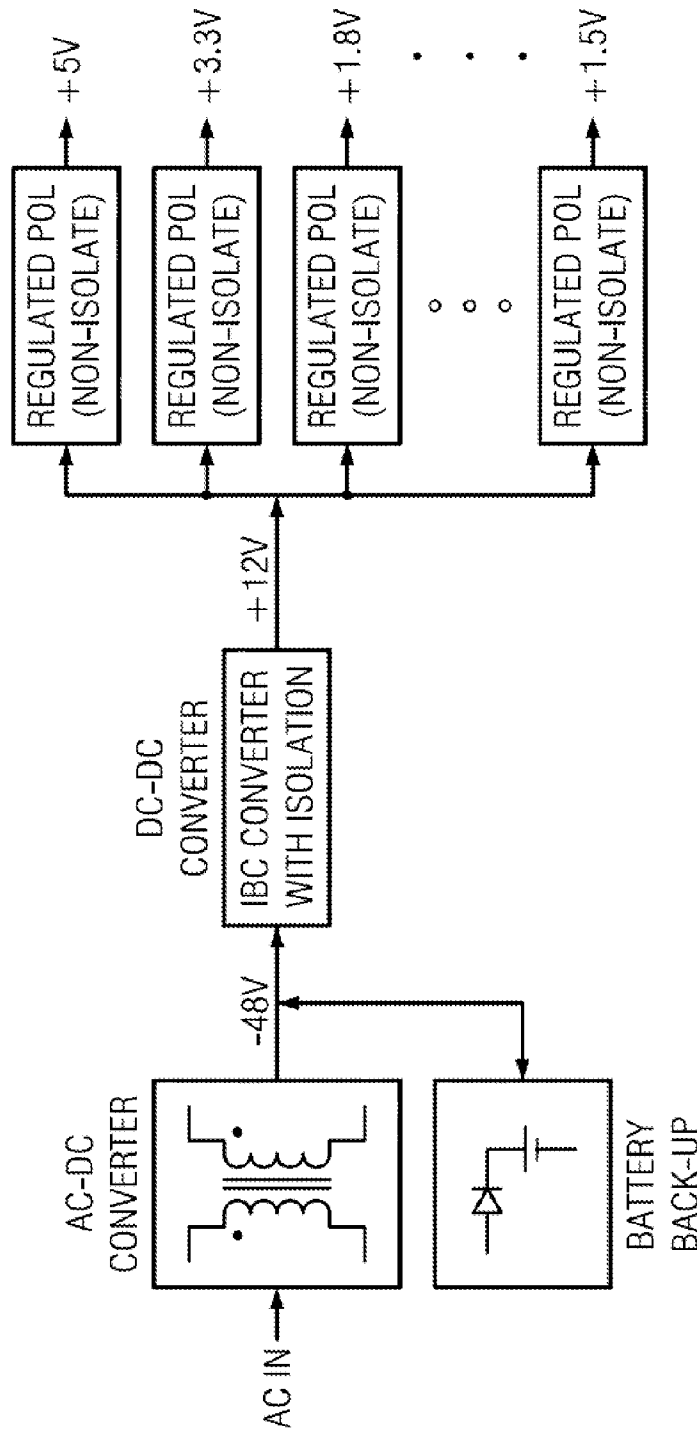 AC IN
AC-DC
CONVERTER
BATTERY
BACK-UP
-48V
DC-DC
CONVERTER
IBC CONVERTER
WITH ISOLATION
+12V
REGULATED POL
(NON-ISOLATE)
+5V
REGULATED POL
(NON-ISOLATE)
+3.3V
REGULATED POL
(NON-ISOLATE)
+1.8V
REGULATED POL
(NON-ISOLATE)
+1.5V